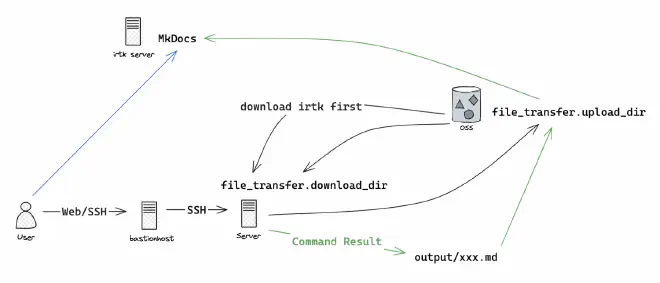 MkDocs
irtk server
download irtk first
file_transfer.upload_dir
oss
file_transfer.download_dir
Web/SSH
SSH
User
bastionhost
Server
Command Result
output/xxx.md